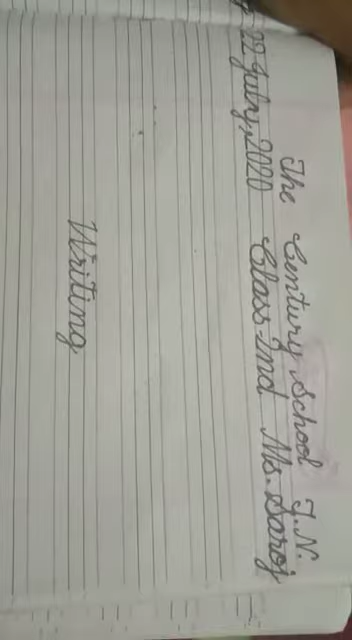 The Century School J.N.
22 July, 2020 Class-2nd Ms. Saroj
Writing